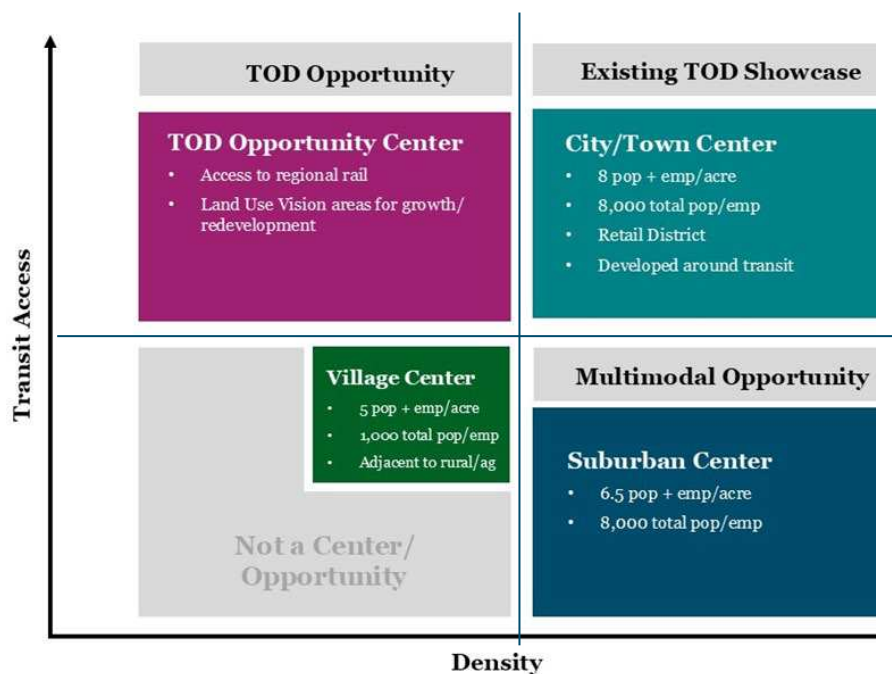 TOD Opportunity
TOD Opportunity Center
• Access to regional rail
• Land Use Vision areas for growth/
redevelopment
Existing TOD Showcase
City/Town Center
• 8 pop + emp/acre
• 8,000 total pop/emp
• Retail District
• Developed around transit
Transit Access
Village Center
• 5 pop + emp/acre
• 1,000 total pop/emp
• Adjacent to rural/ag
Not a Center/
Opportunity
Multimodal Opportunity
Suburban Center
• 6.5 pop + emp/acre
• 8,000 total pop/emp
Density